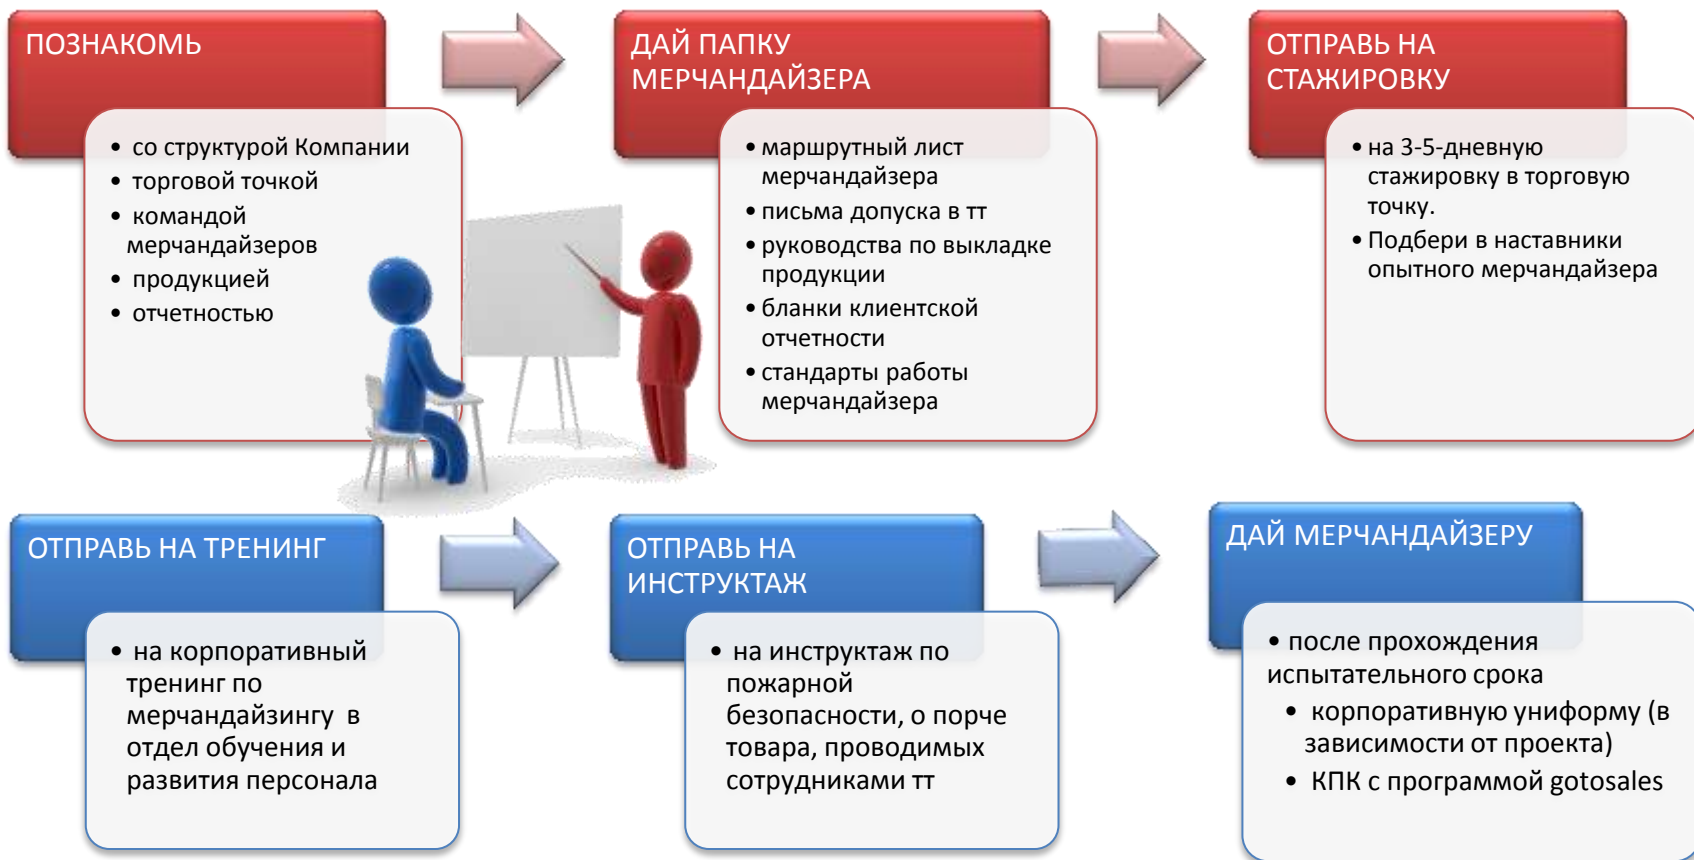 ПОЗНАКОМЬ
• со структурой Компании
• торговой точкой
• командой
мерчандайзеров
• продукцией
• отчетностью
ДАЙ ПАПКУ
МЕРЧАНДАЙЗЕРА
• маршрутный лист
мерчандайзера
• письма допуска в тт
• руководства по выкладке
продукции
• бланки клиентской
отчетности
• стандарты работы
мерчандайзера
ОТПРАВЬ НА
СТАЖИРОВКУ
• на 3-5-дневную
стажировку в торговую
точку.
• Подбери в наставники
опытного мерчандайзера
ОТПРАВЬ НА ТРЕНИНГ
• на корпоративный
тренинг по
мерчандайзингу в
отдел обучения и
развития персонала
ОТПРАВЬ НА
ИНСТРУКТАЖ
• на инструктаж по
пожарной
безопасности, о порче
товара, проводимых
сотрудниками тт
ДАЙ МЕРЧАНДАЙЗЕРУ
• после прохождения
испытательного срока
• корпоративную униформу (в
зависимости от проекта)
• КПК с программой gotosales